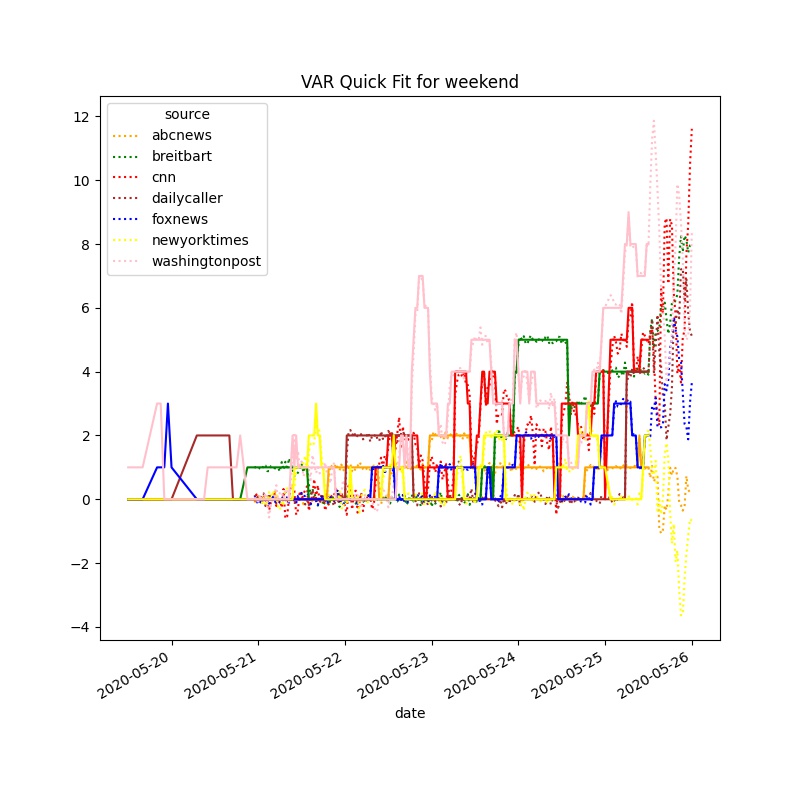 VAR Quick Fit for weekend
source
abcnews
breitbart
cnn
dailycaller
foxnews
newyorktimes
washingtonpost
12
10
8
6
4
2
0
−2
−4
2020-05-20
2020-05-21
2020-05-22
2020-05-23
2020-05-24
2020-05-25
2020-05-26
date